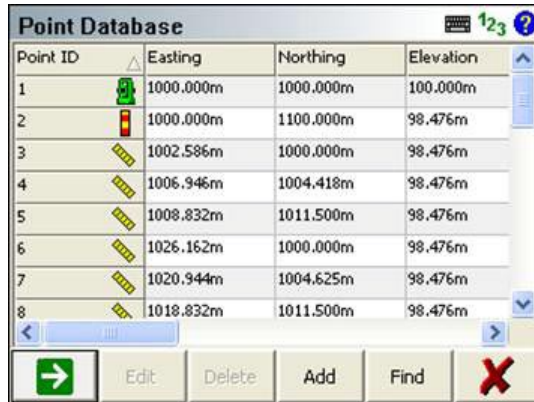 Point Database 123 ?
Point ID Easting Northing Elevation
1 1000.000m 1000.000m 100.000m
2 1000.000m 1100.000m 98.476m
3 1002.586m 1000.000m 98.476m
4 1006.946m 1004.418m 98.476m
5 1008.832m 1011.500m 98.476m
6 1026.162m 1000.000m 98.476m
7 1020.944m 1004.625m 98.476m
8 1018.832m 1011.500m 98.476m
Edit Delete Add Find